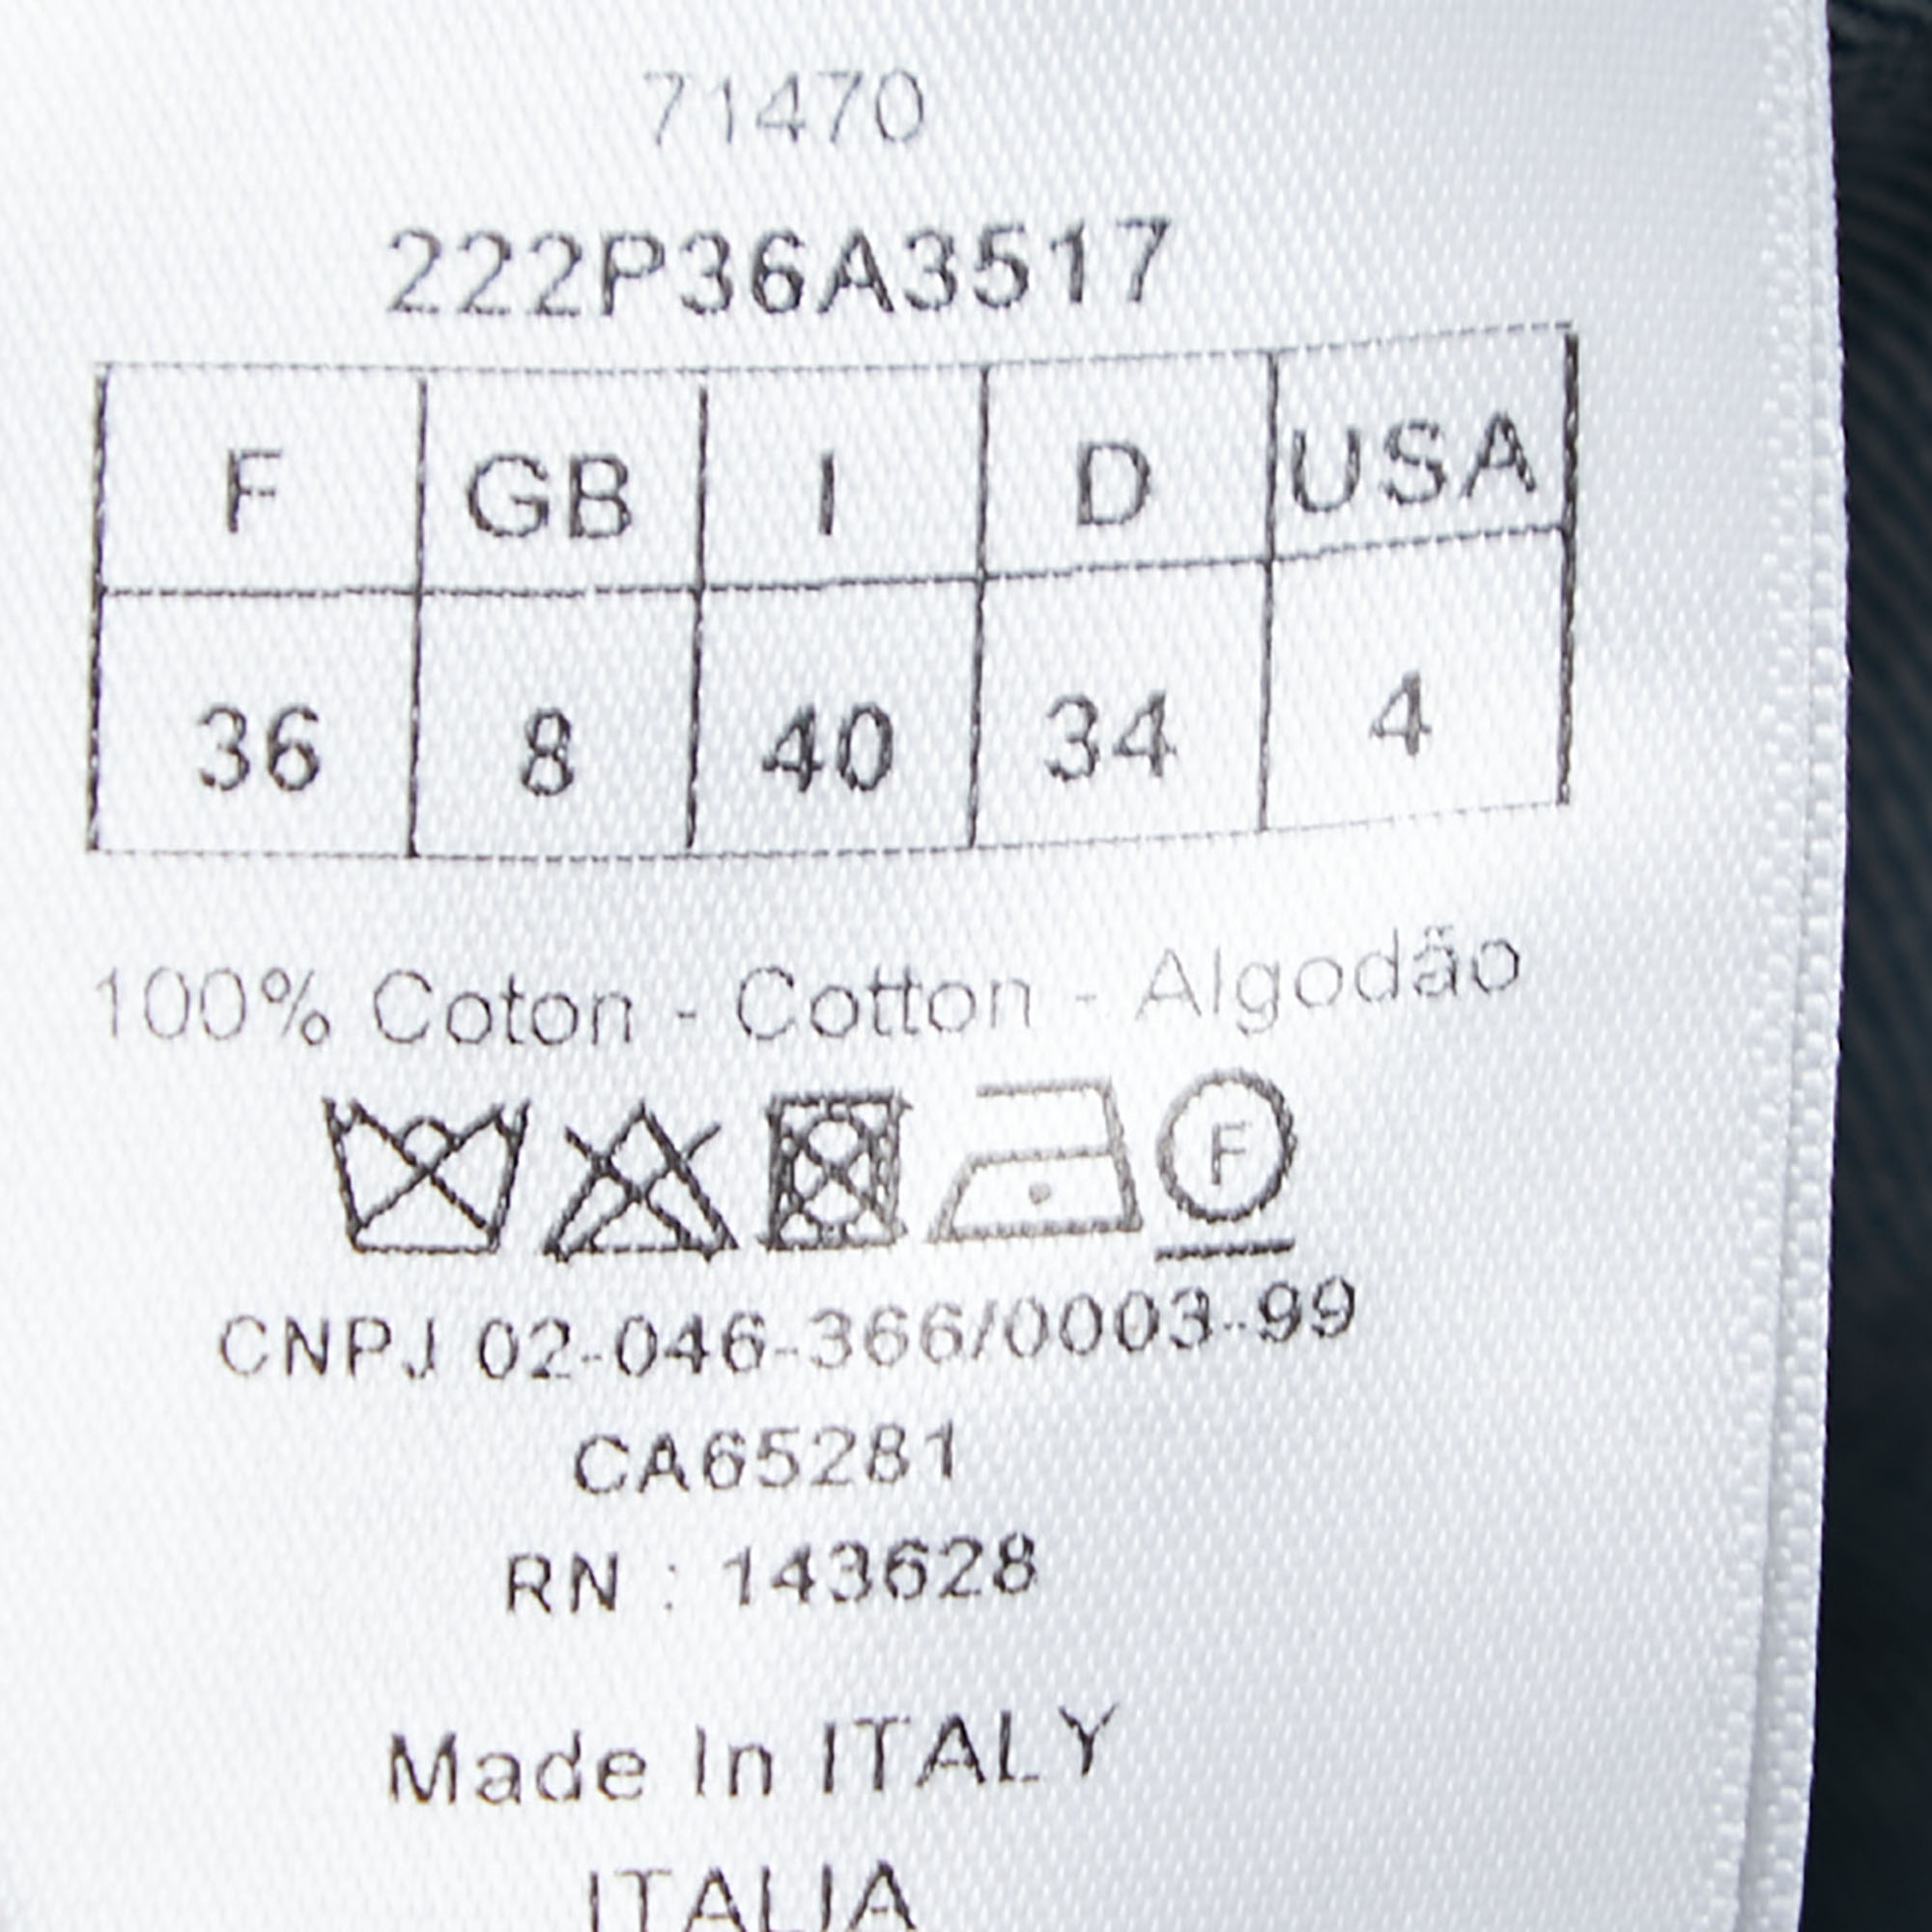 71470
222P36A3517
F GB I D USA
36 8 40 34 4
100% Coton - Cotton - Algodão
F
CNPJ 02-046-366/0003-99
CA65281
RN : 143628
Made In ITALY
ITALIA